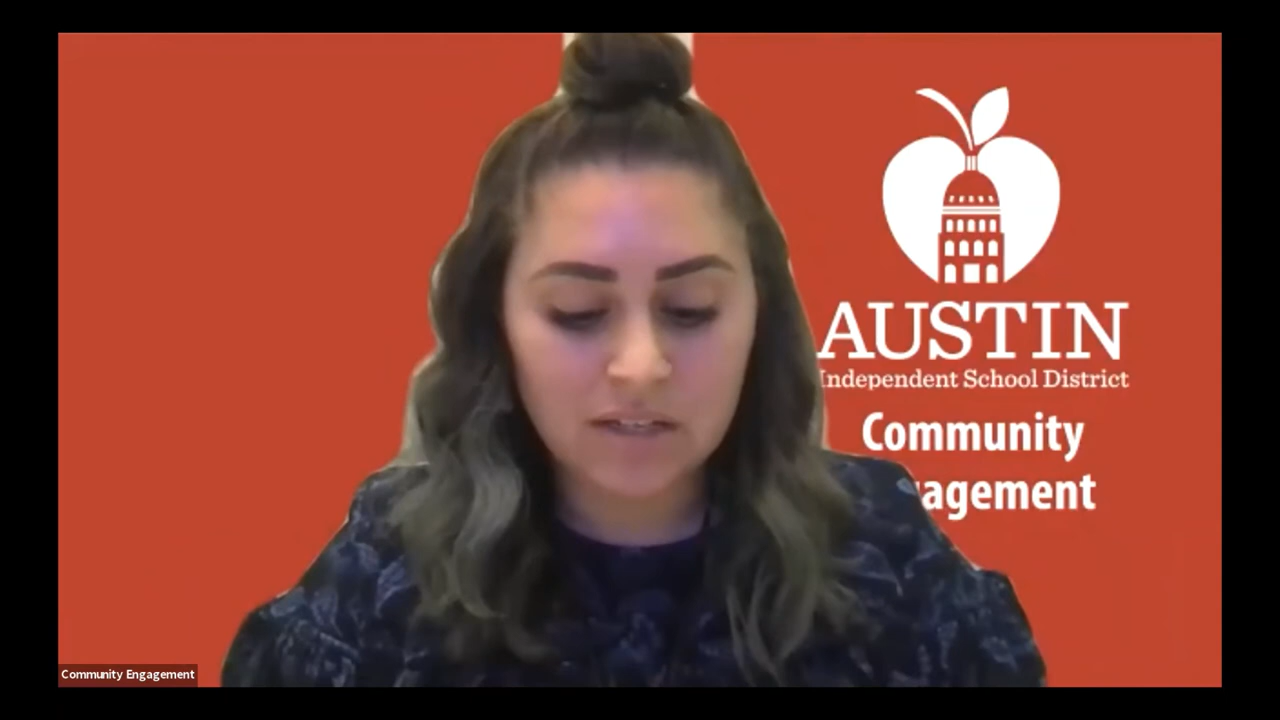 AUSTIN
Independent School District
Community
agement
Community Engagement